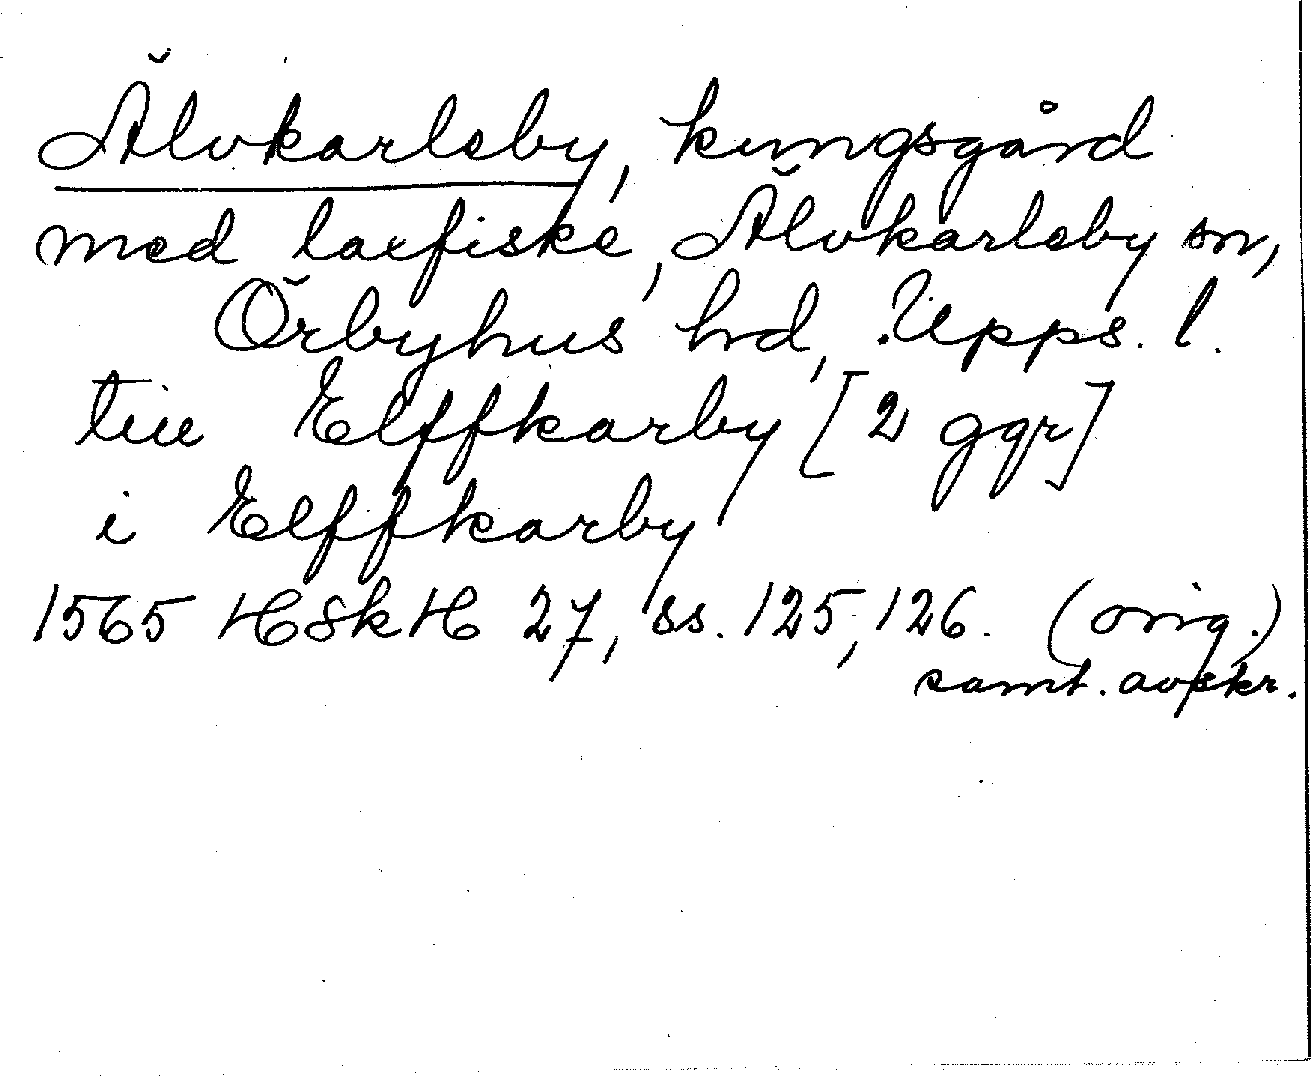 Älvkarleby, kungsgård
med laxfiske, Älvkarleby sn,
Örbyhus hd, Upps. l.
till Elffkarby [2 ggr]
i Elffkarby
1565 HSkH 27, ss. 125, 126. (orig.)
samt. avskr.